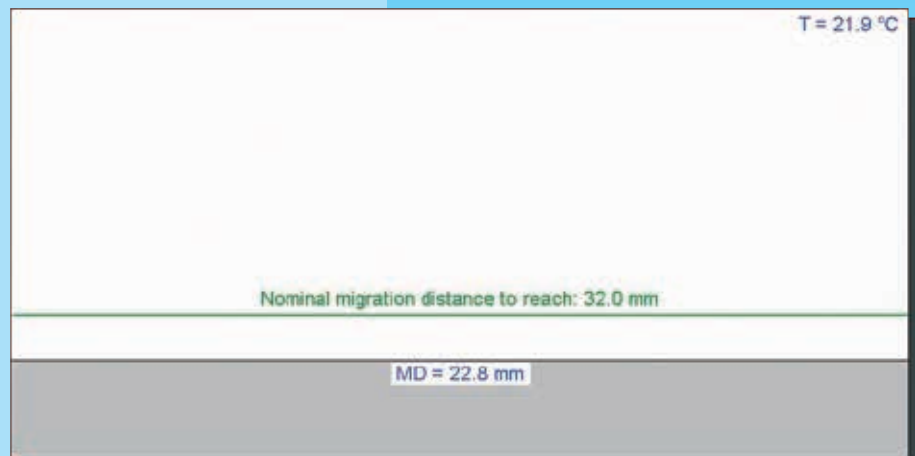 T = 21.9 °C
Nominal migration distance to reach: 32.0 mm
MD = 22.8 mm